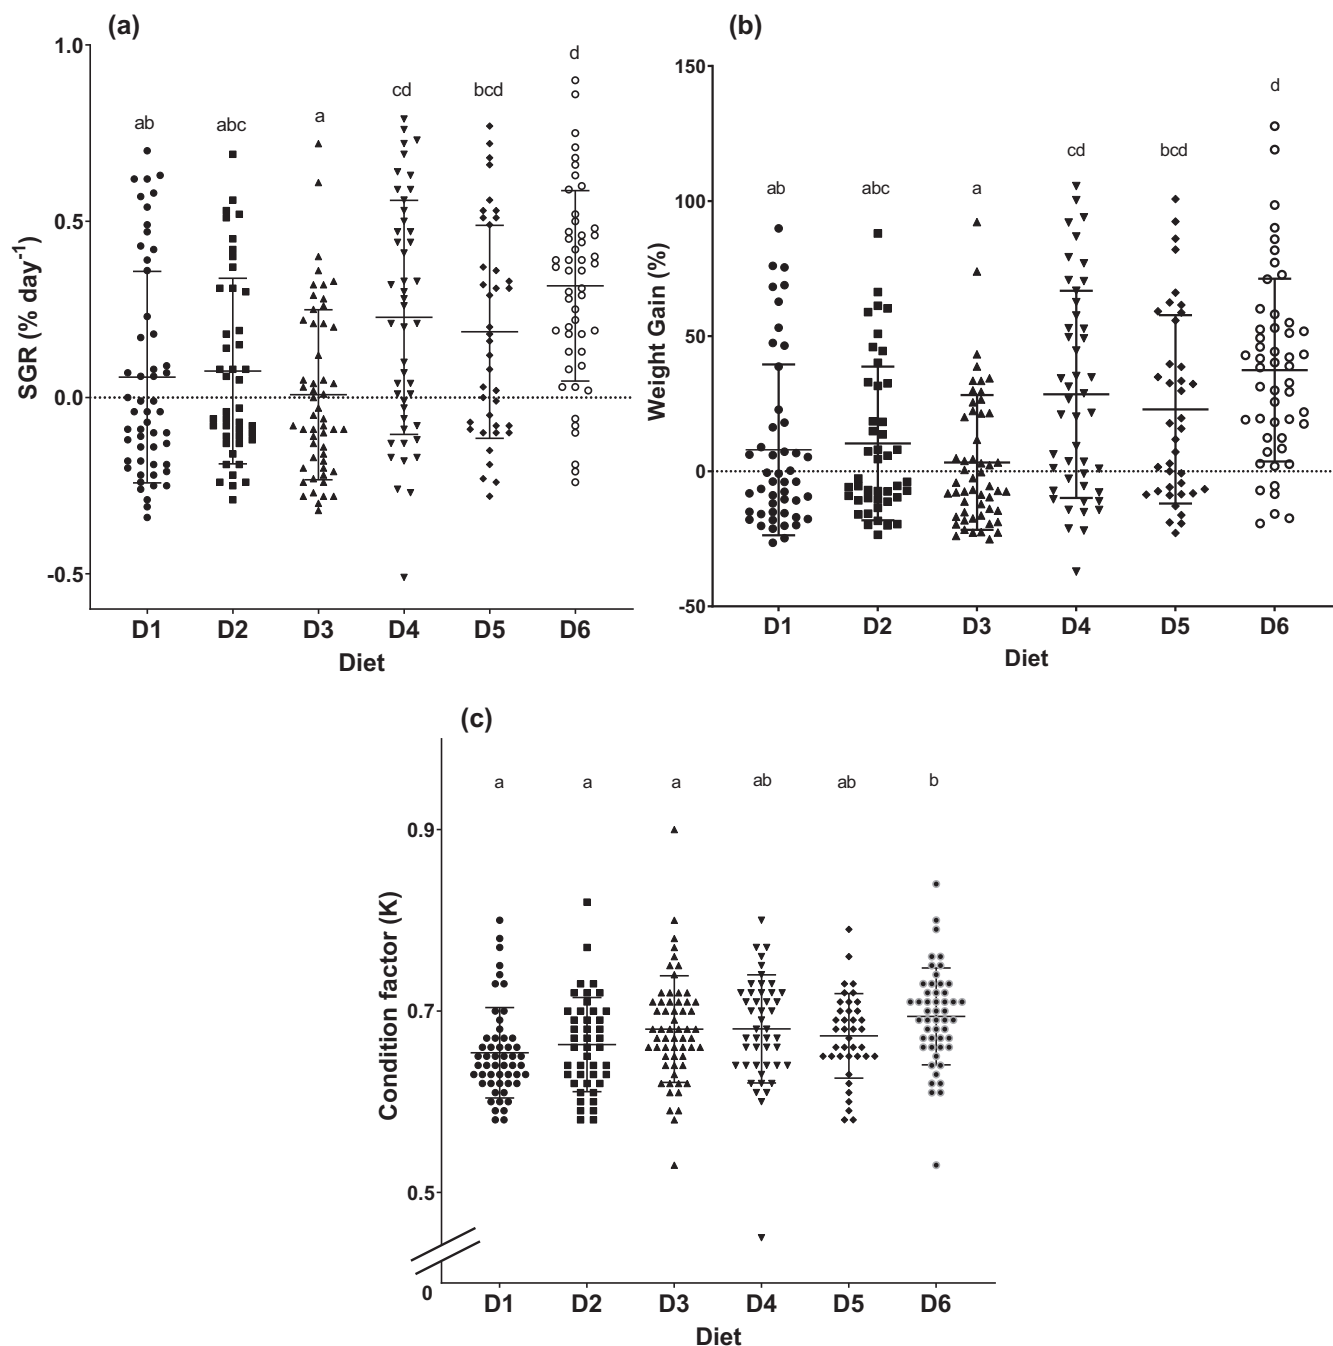 (a)
1.0
0.5
0.0
-0.5
SGR (% day-1)
ab
abc
a
cd
bcd
d
D1 D2 D3 D4 D5 D6
Diet
(b)
150
100
50
0
-50
Weight Gain (%)
ab
abc
a
cd
bcd
d
D1 D2 D3 D4 D5 D6
Diet
(c)
0.9
0.7
0.5
0
Condition factor (K)
a a a ab ab b
D1 D2 D3 D4 D5 D6
Diet